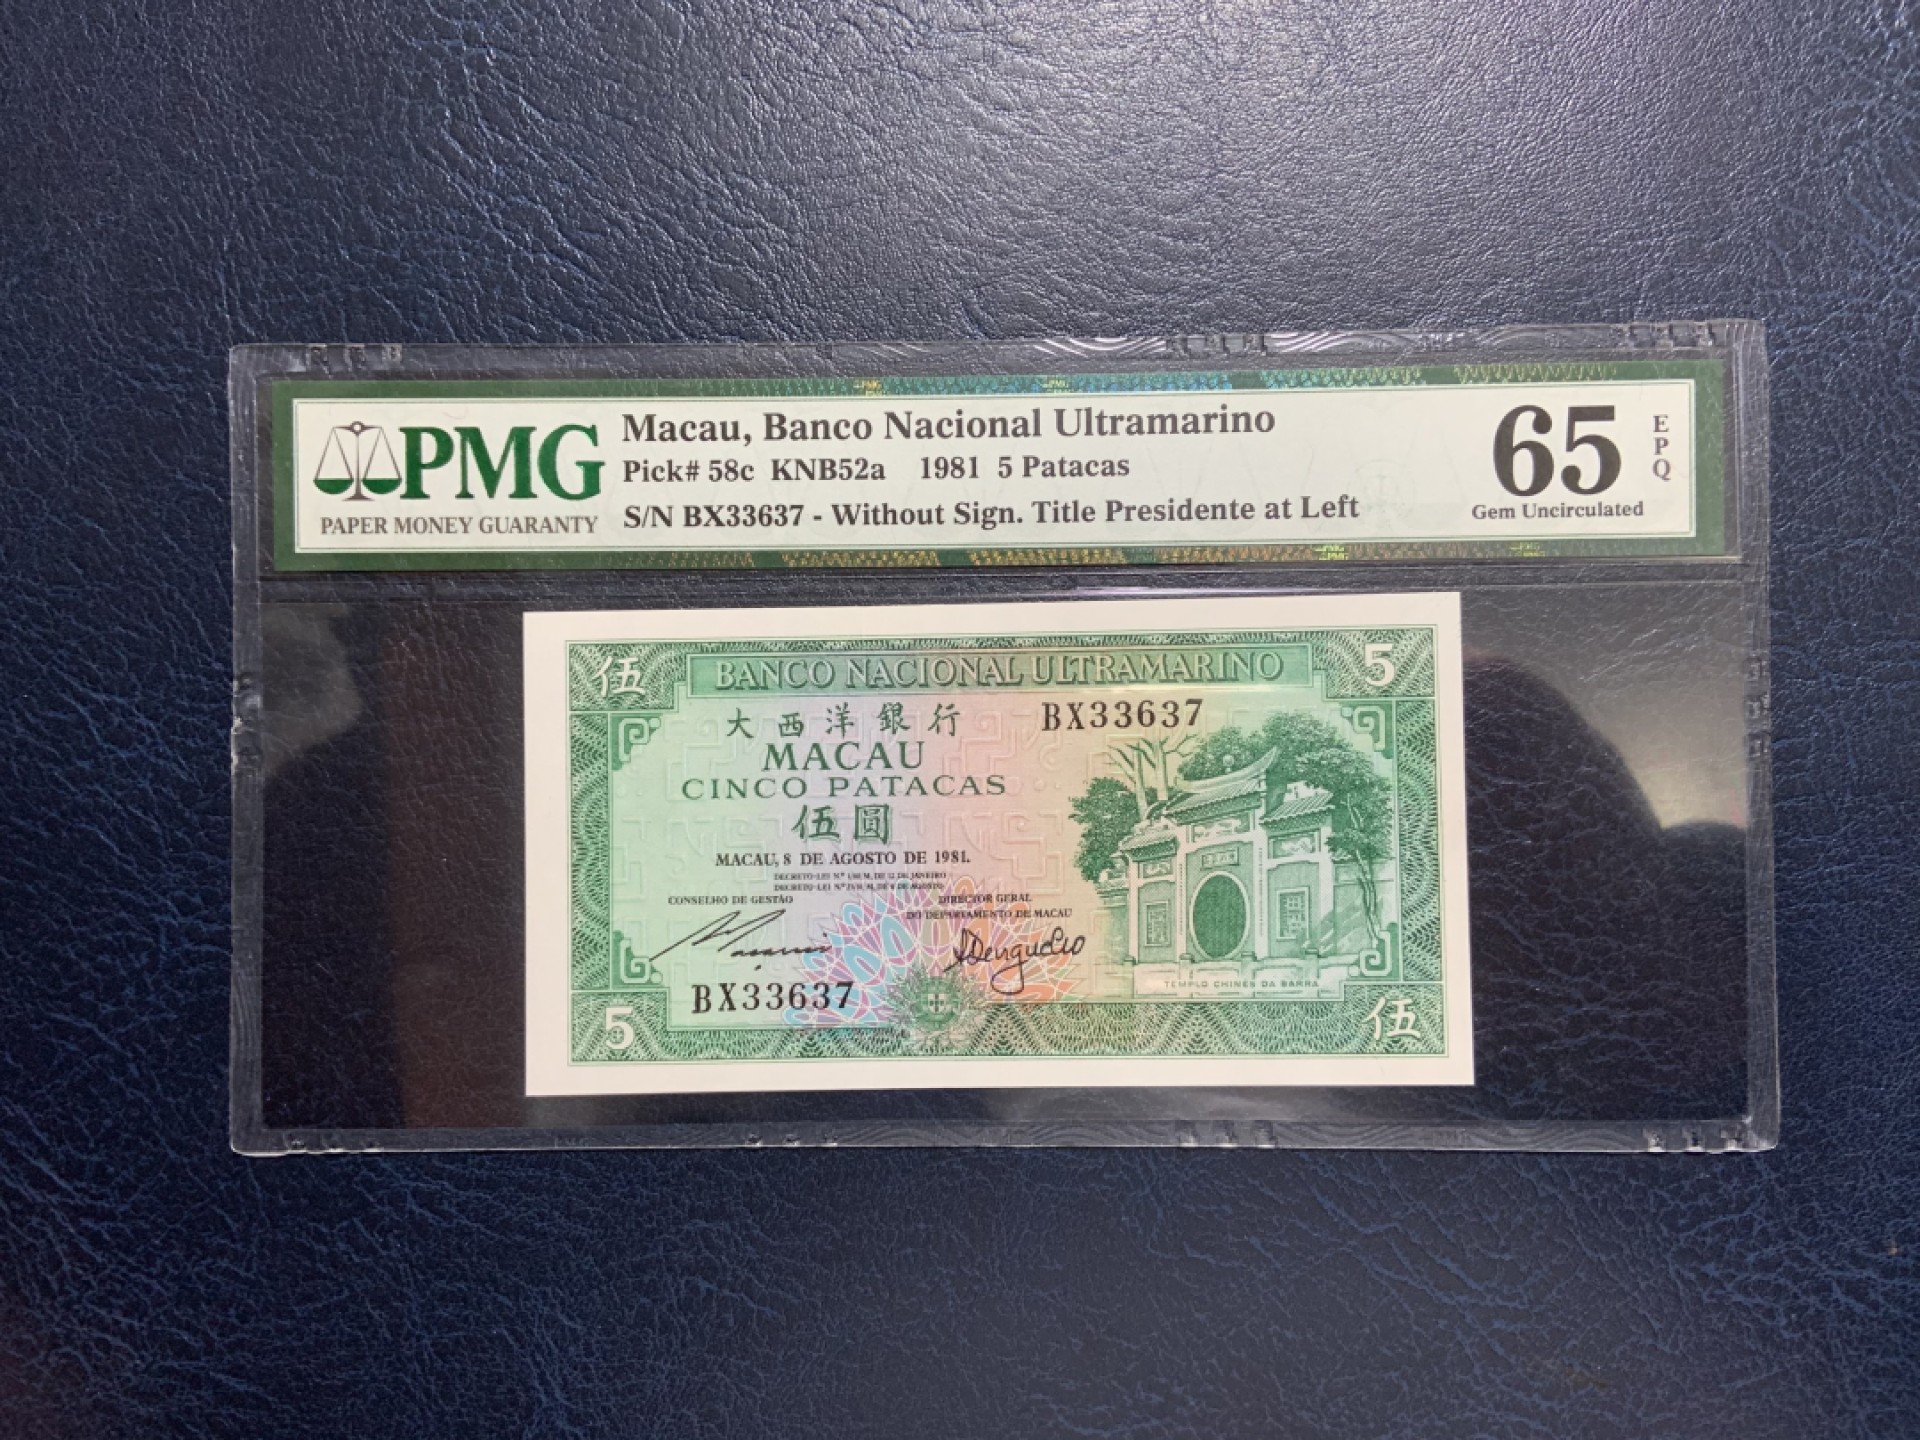 PMG
PAPER MONEY GUARANTY
Macau, Banco Nacional Ultramarino
Pick# 58c KNB52a 1981 5 Patacas
S/N BX33637 - Without Sign. Title Presidente at Left
65
EPQ
Gem Uncirculated
伍
BANCO NACIONAL ULTRAMARINO
5
大西洋銀行
BX33637
MACAU
CINCO PATACAS
伍圓
MACAU, 8 DE AGOSTO DE 1981.
CONSELHO DE GESTÃO
DIRECTOR GERAL
DO DEPARTAMENTO DE MACAU
BX33637
TEMPLO CHINES DA BARRA
5
伍